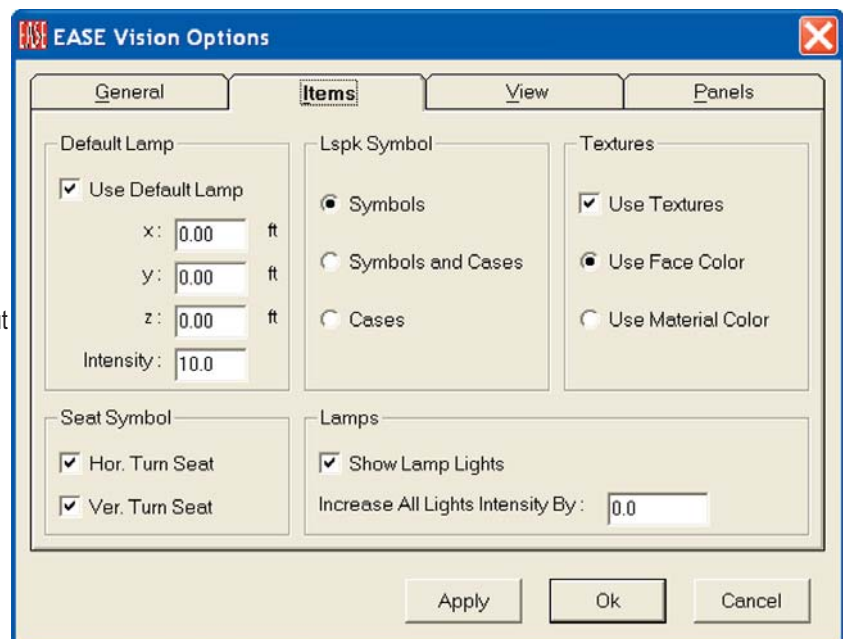 EASE EASE Vision Options
General Items View Panels
Default Lamp
Use Default Lamp
x: 0.00 ft
y: 0.00 ft
z: 0.00 ft
Intensity: 10.0
Lspk Symbol
Symbols
Symbols and Cases
Cases
Textures
Use Textures
Use Face Color
Use Material Color
Seat Symbol
Hor. Turn Seat
Ver. Turn Seat
Lamps
Show Lamp Lights
Increase All Lights Intensity By: 0.0
Apply Ok Cancel